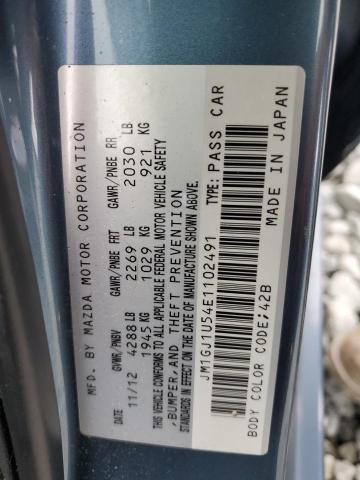 MFD. BY MAZDA MOTOR CORPORATION
DATE GVWR/PNBV GAWR/PNBE FRT GAWR/PNBE RR
11/12 4288 LB 2269 LB 2030 LB
1945 KG 1029 KG 921 KG
THIS VEHICLE CONFORMS TO ALL APPLICABLE FEDERAL MOTOR VEHICLE SAFETY
,BUMPER,AND THEFT PREVENTION
STANDARDS IN EFFECT ON THE DATE OF MANUFACTURE SHOWN ABOVE.
JM1GJ1U54E1102491 TYPE: PASS CAR
BODY COLOR CODE;42B MADE IN JAPAN